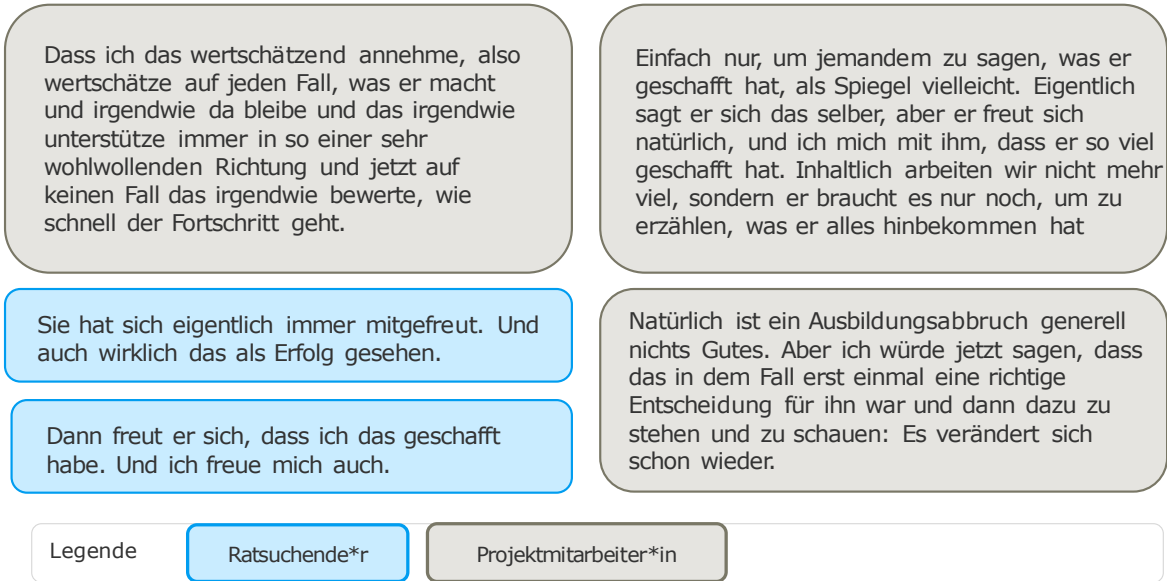 Dass ich das wertschätzend annehme, also
wertschätze auf jeden Fall, was er macht
und irgendwie da bleibe und das irgendwie
unterstütze immer in so einer sehr
wohlwollenden Richtung und jetzt auf
keinen Fall das irgendwie bewerte, wie
schnell der Fortschritt geht.
Einfach nur, um jemandem zu sagen, was er
geschafft hat, als Spiegel vielleicht. Eigentlich
sagt er sich das selber, aber er freut sich
natürlich, und ich mich mit ihm, dass er so viel
geschafft hat. Inhaltlich arbeiten wir nicht mehr
viel, sondern er braucht es nur noch, um zu
erzählen, was er alles hinbekommen hat
Sie hat sich eigentlich immer mitgefreut. Und
auch wirklich das als Erfolg gesehen.
Dann freut er sich, dass ich das geschafft
habe. Und ich freue mich auch.
Natürlich ist ein Ausbildungsabbruch generell
nichts Gutes. Aber ich würde jetzt sagen, dass
das in dem Fall erst einmal eine richtige
Entscheidung für ihn war und dann dazu zu
stehen und zu schauen: Es verändert sich
schon wieder.
Legende
Ratsuchende*r
Projektmitarbeiter*in